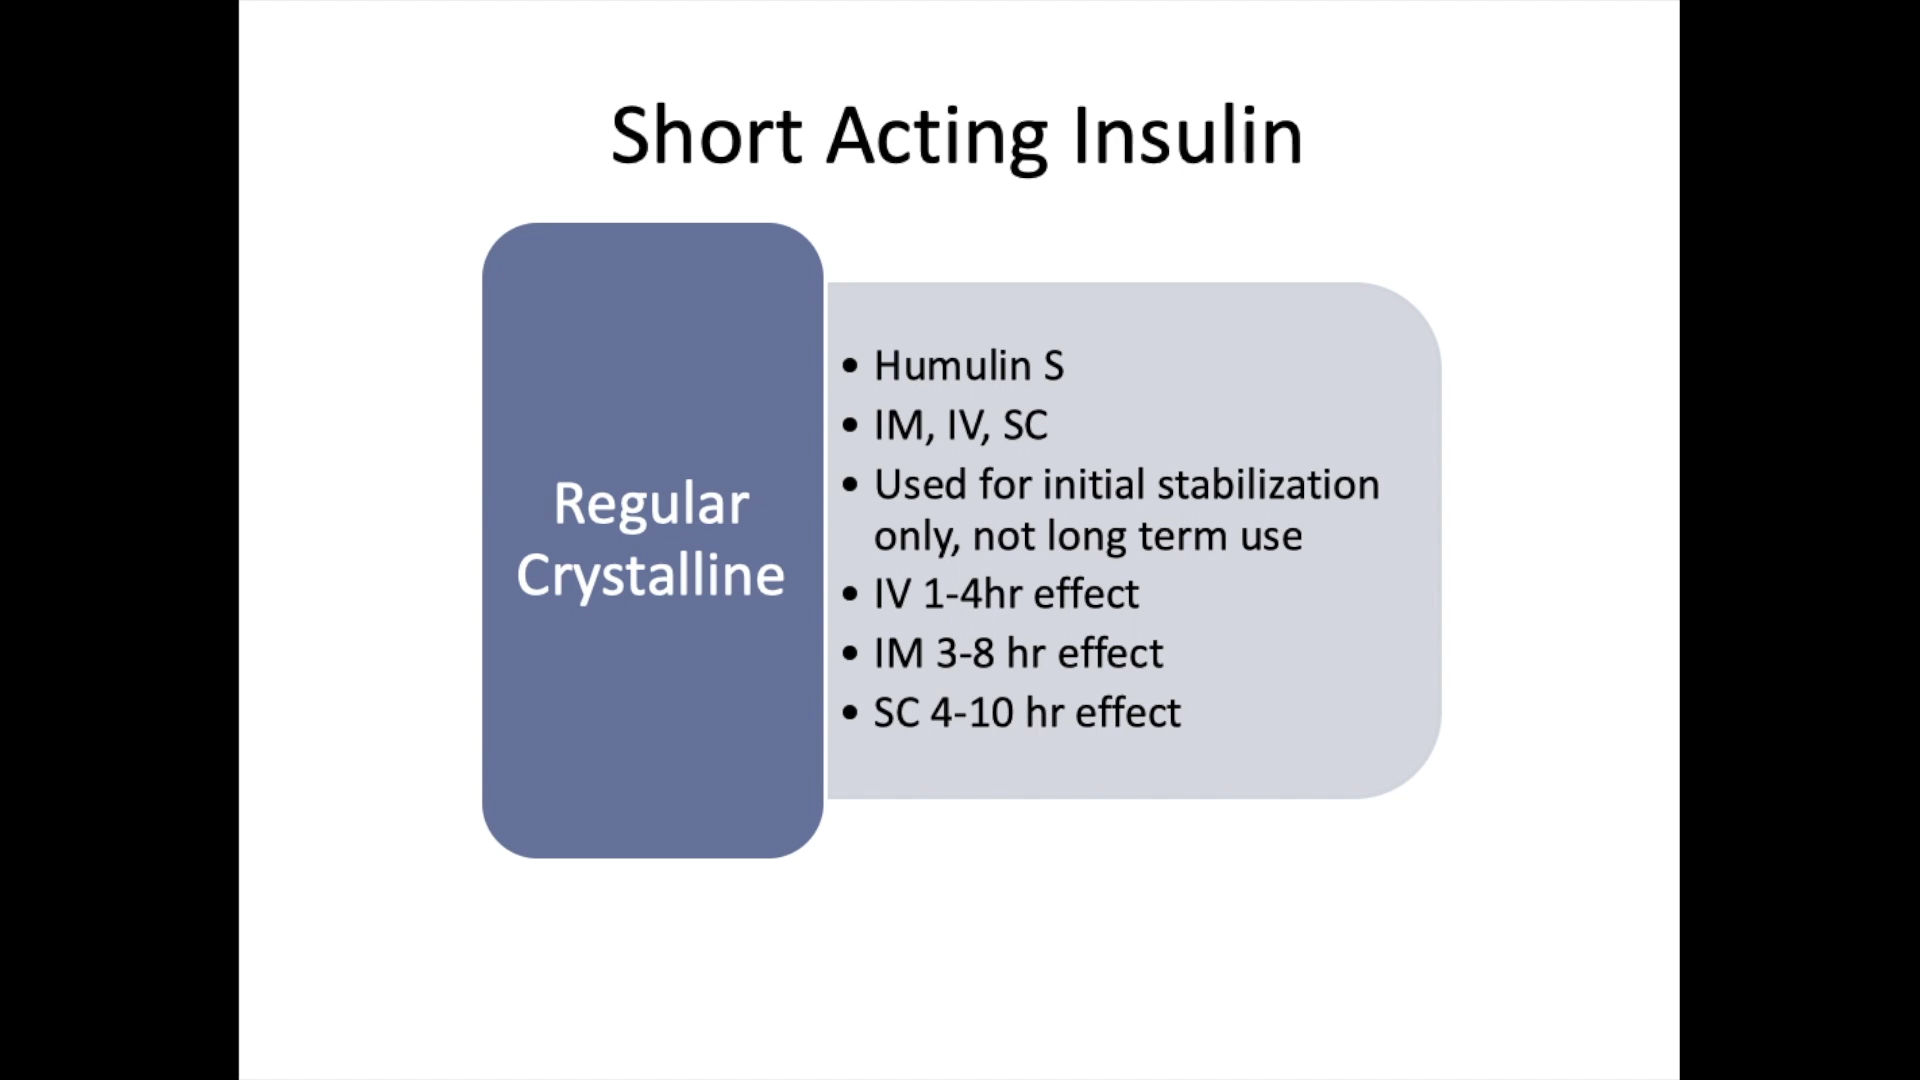 Short Acting Insulin
Regular
Crystalline
• Humulin S
• IM, IV, SC
• Used for initial stabilization
only, not long term use
• IV 1-4hr effect
• IM 3-8 hr effect
• SC 4-10 hr effect